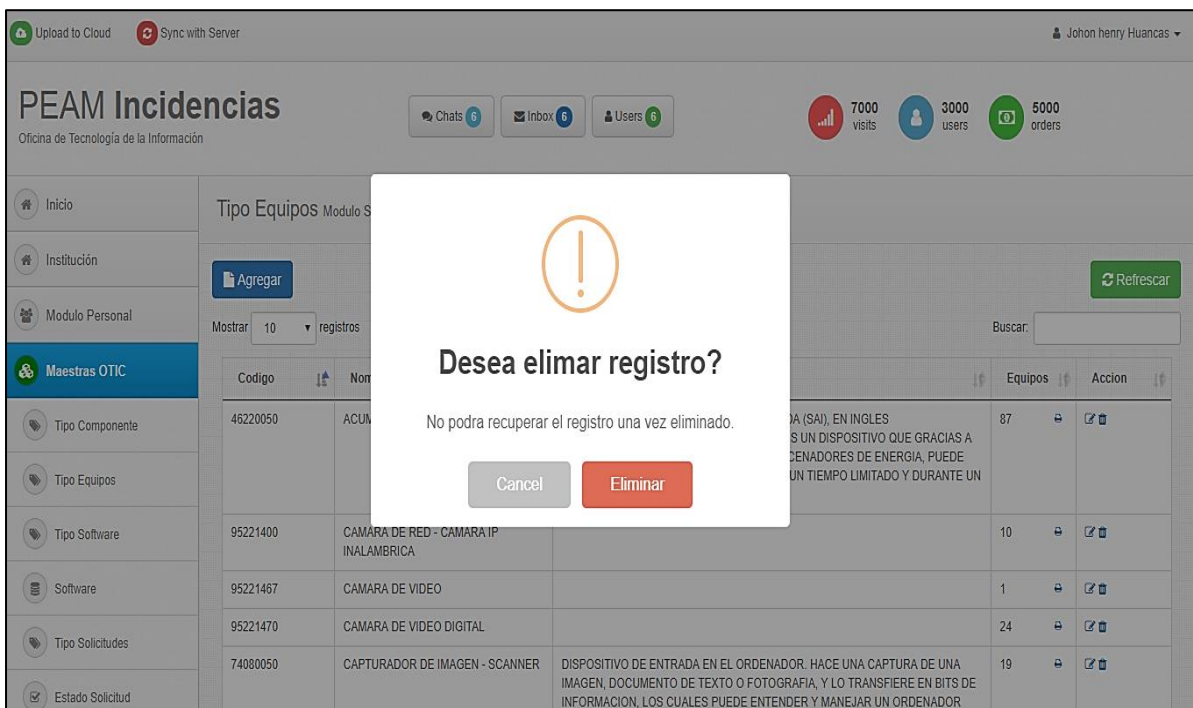 Upload to Cloud Sync with Server Johon henry Huancas
PEAM Incidencias
Oficina de Tecnología de la Información
Chats 6 Inbox 6 Users 6
7000 visits
3000 users
5000 orders
Inicio
Institución
Modulo Personal
Maestras OTIC
Tipo Componente
Tipo Equipos
Tipo Software
Software
Tipo Solicitudes
Estado Solicitud
Tipo Equipos Modulo S
Agregar Refrescar
Mostrar 10 registros Buscar:
Desea elimar registro?
No podra recuperar el registro una vez eliminado.
Cancel Eliminar
Codigo Equipos Accion
46220050 (SAI), EN INGLES 87
UN DISPOSITIVO QUE GRACIAS A
DE ENERGIA, PUEDE
UN TIEMPO LIMITADO Y DURANTE UN
95221400 CAMARA DE RED - CAMARA IP 10
INALAMBRICA
95221467 CAMARA DE VIDEO 1
95221470 CAMARA DE VIDEO DIGITAL 24
74080050 CAPTURADOR DE IMAGEN - SCANNER DISPOSITIVO DE ENTRADA EN EL ORDENADOR. HACE UNA CAPTURA DE UNA 19
IMAGEN, DOCUMENTO DE TEXTO O FOTOGRAFIA, Y LO TRANSFIERE EN BITS DE
INFORMACION, LOS CUALES PUEDE ENTENDER Y MANEJAR UN ORDENADOR